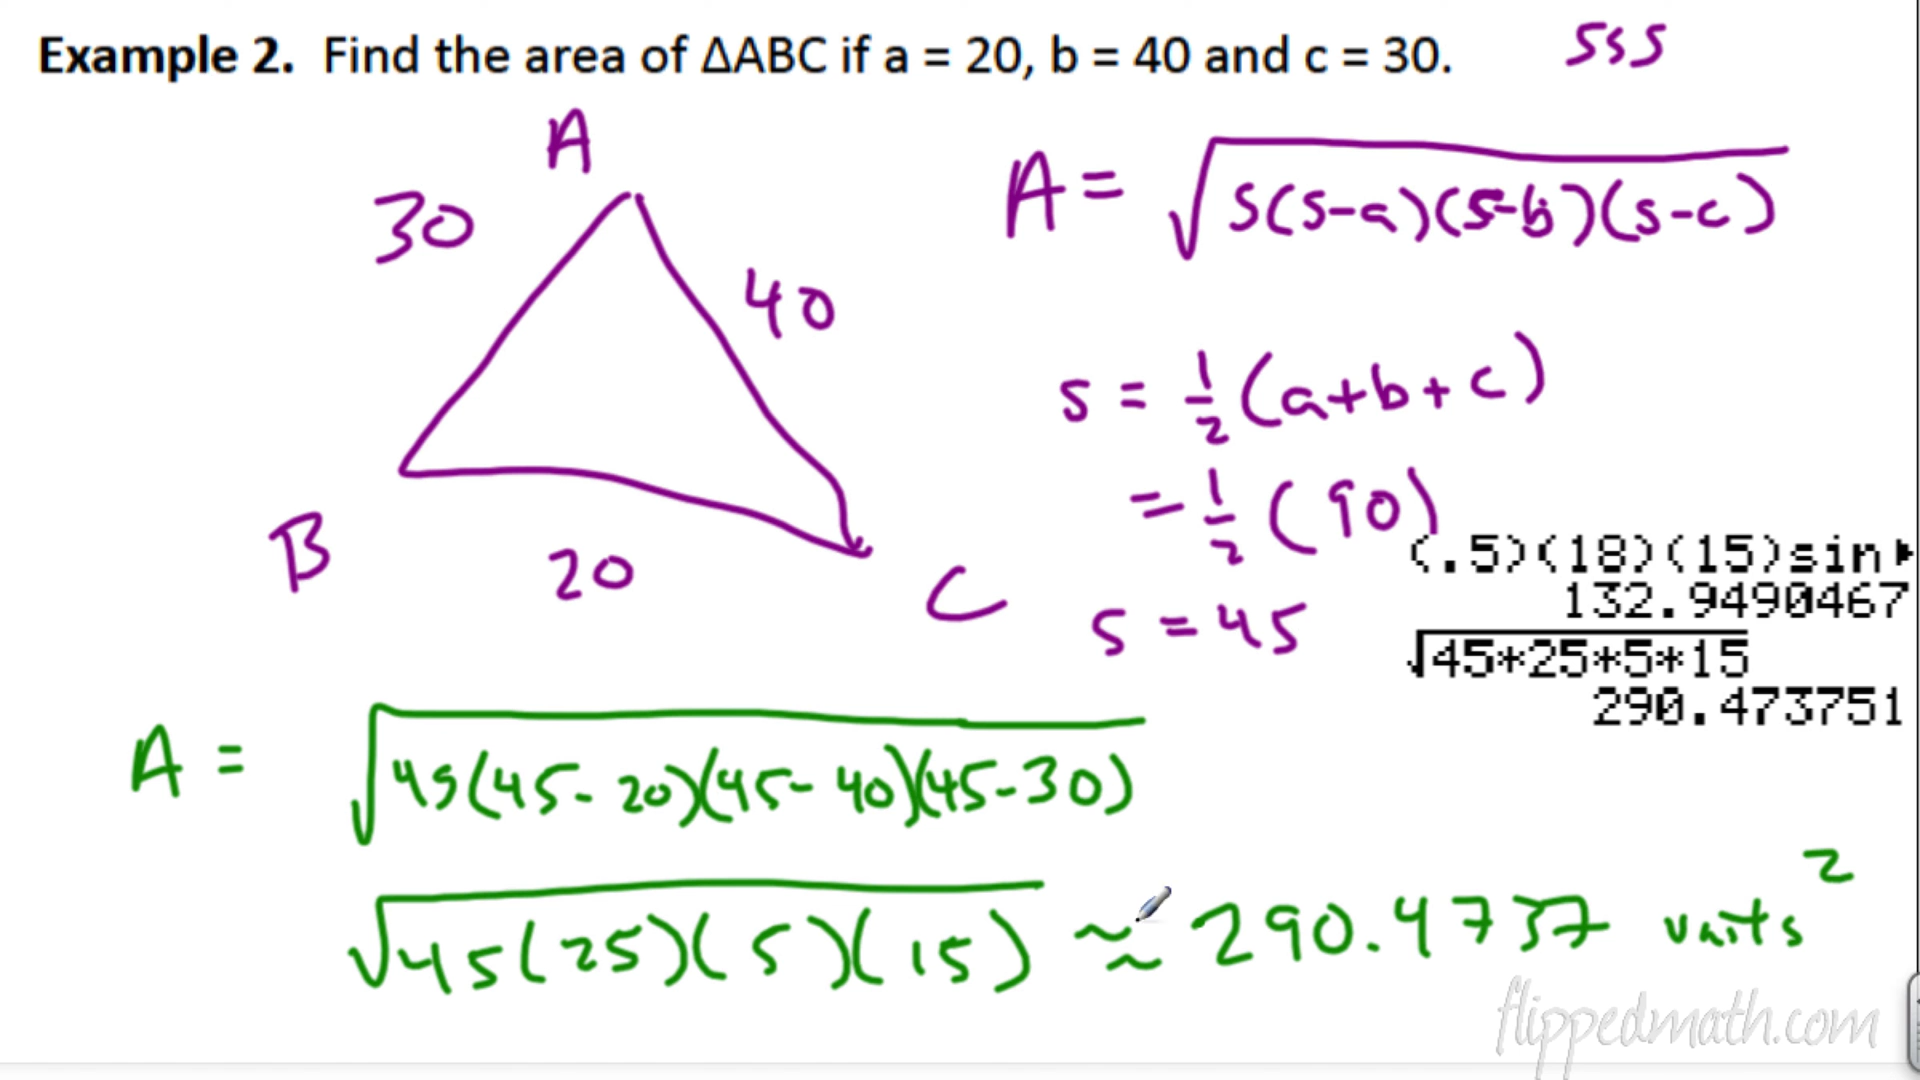 Example 2. Find the area of ΔABC if a = 20, b = 40 and c = 30.
SSS
A
30
40
B
20
C
A = √s(s-a)(s-b)(s-c)
s = 1/2 (a+b+c)
= 1/2 (90)
s = 45
(.5)(18)(15)sin
132.9490467
√45*25*5*15
290.473751
A = √45(45-20)(45-40)(45-30)
√45(25)(5)(15) ≈ 290.4737 units²
flippedmath.com